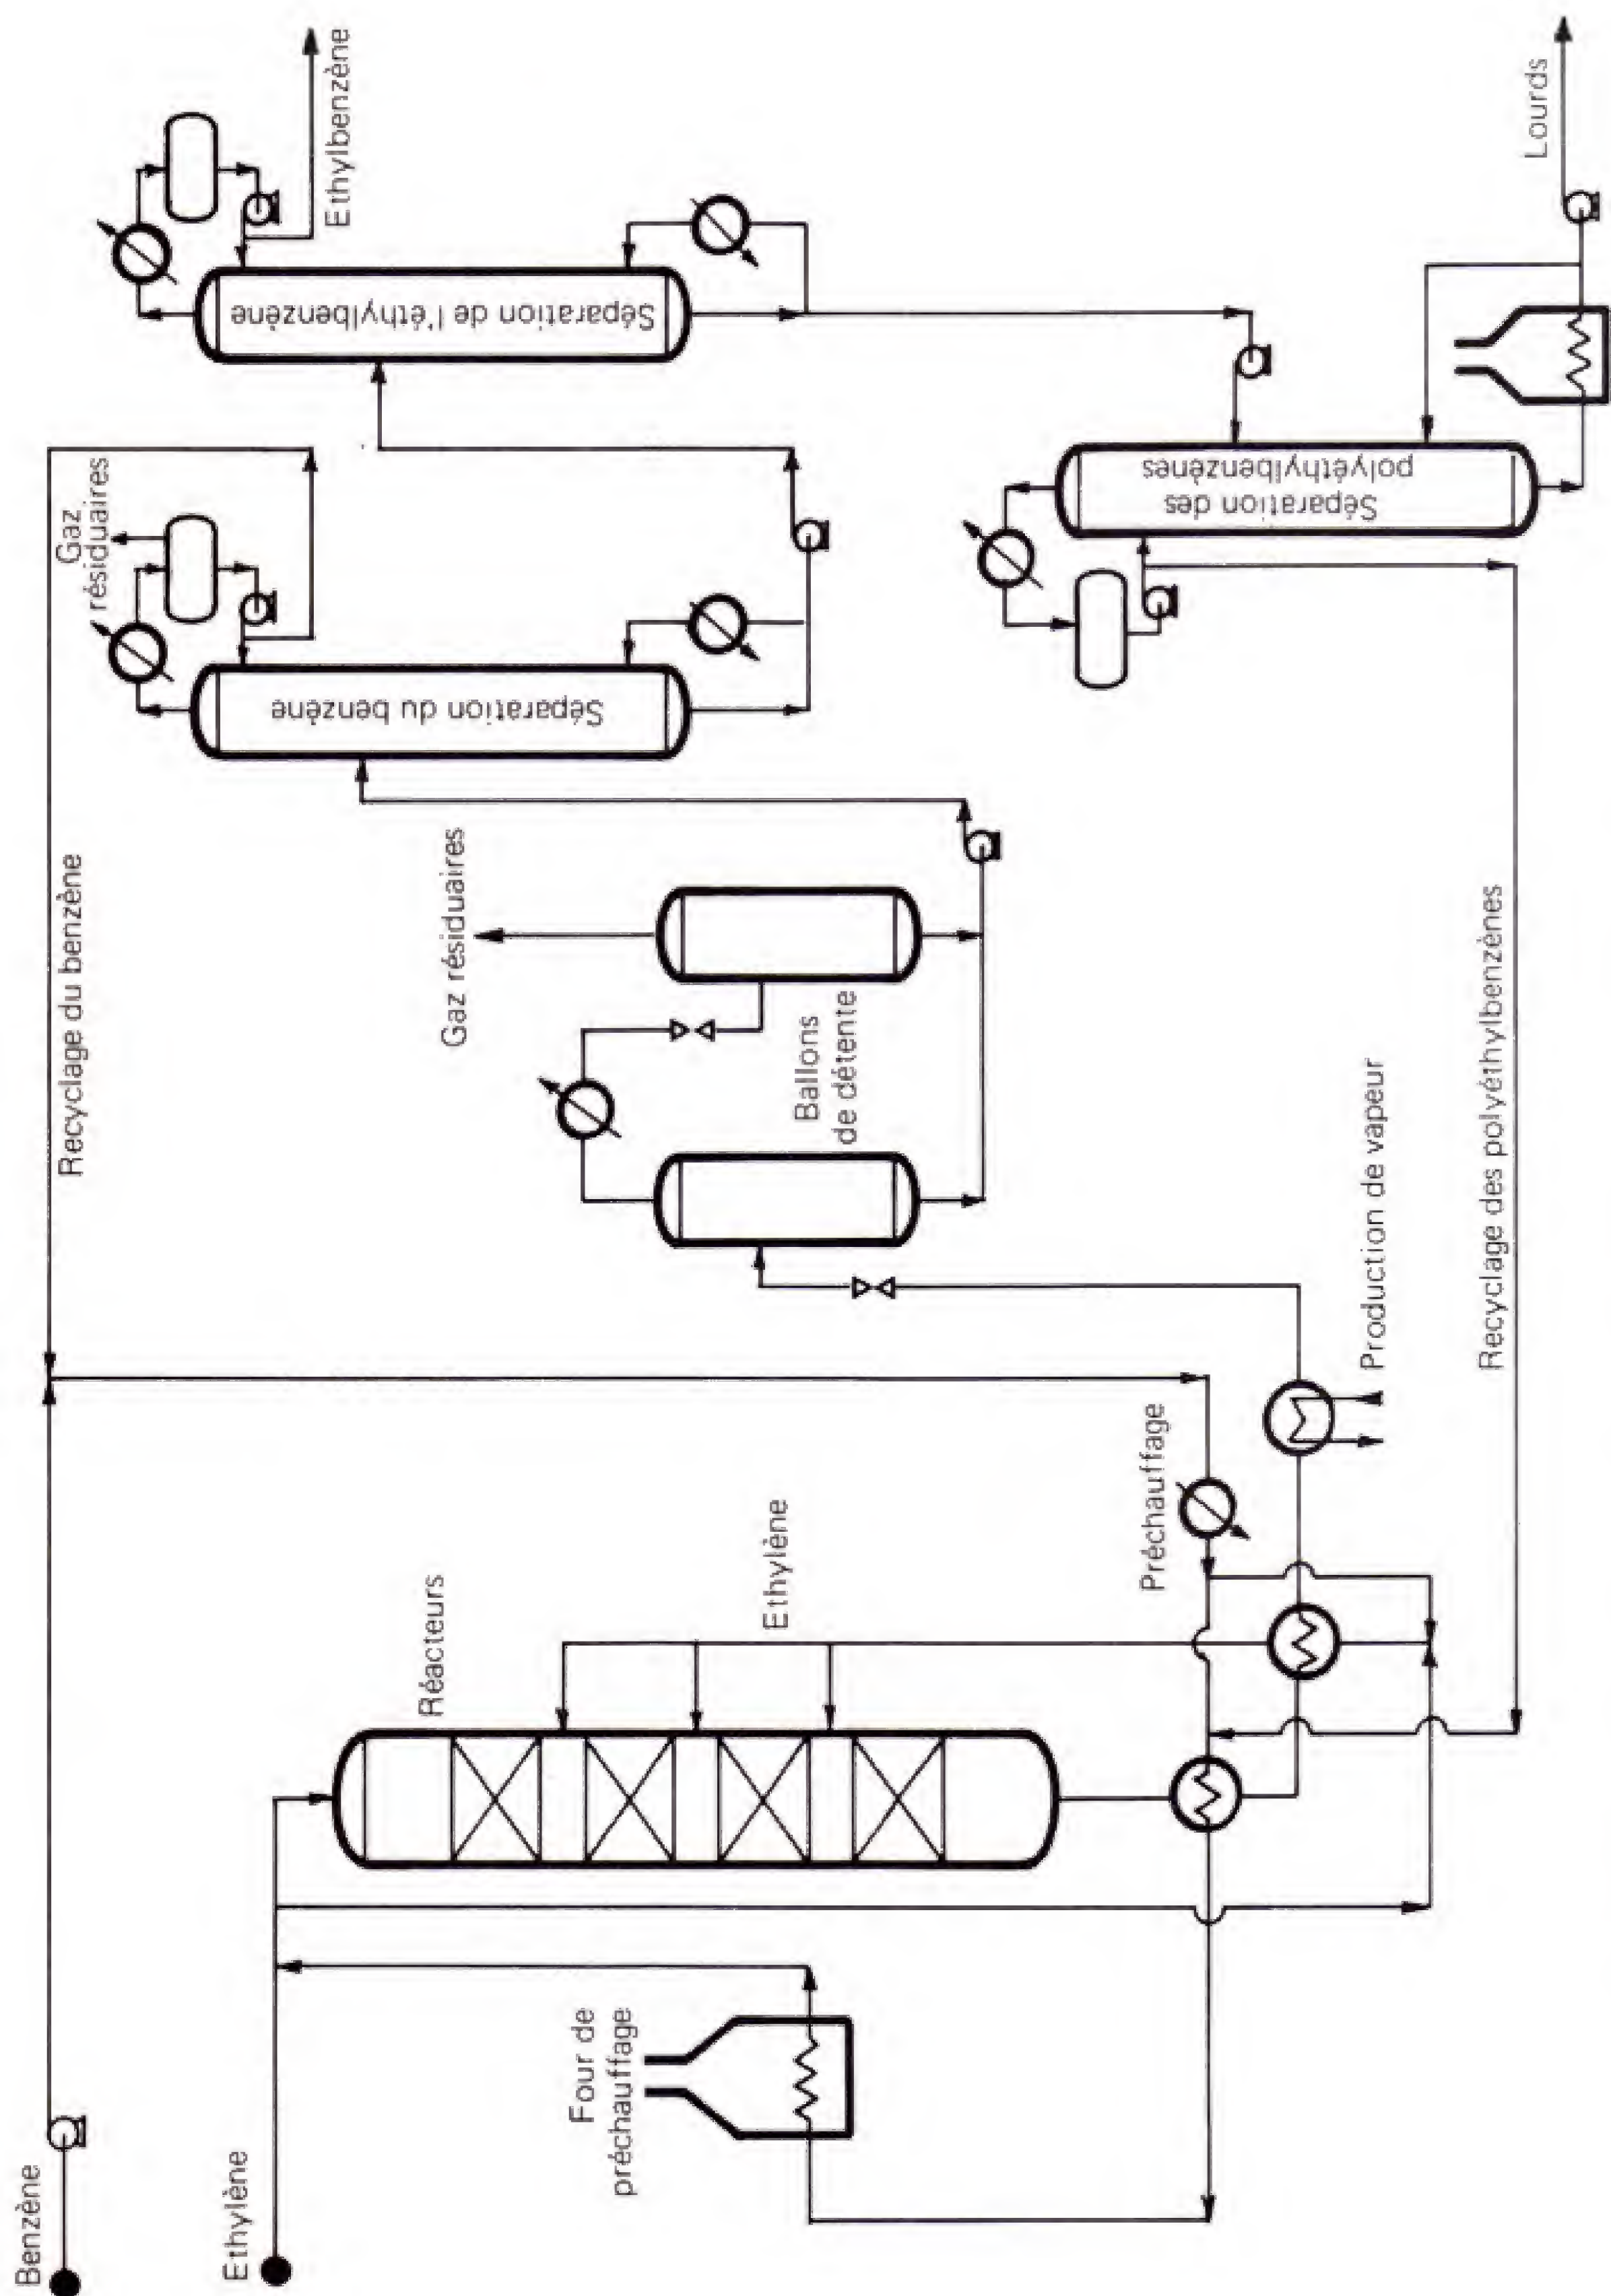 Benzène
Ethylène
Four de
préchauffage
Réacteurs
Ethylène
Préchauffage
Production de vapeur
Recyclage des polyéthylbenzènes
Recyclage du benzène
Ballons
de détente
Gaz résiduaires
Séparation du benzène
Gaz
résiduaires
Séparation de l'éthylbenzène
Ethylbenzène
Séparation des
polyéthylbenzènes
Lourds